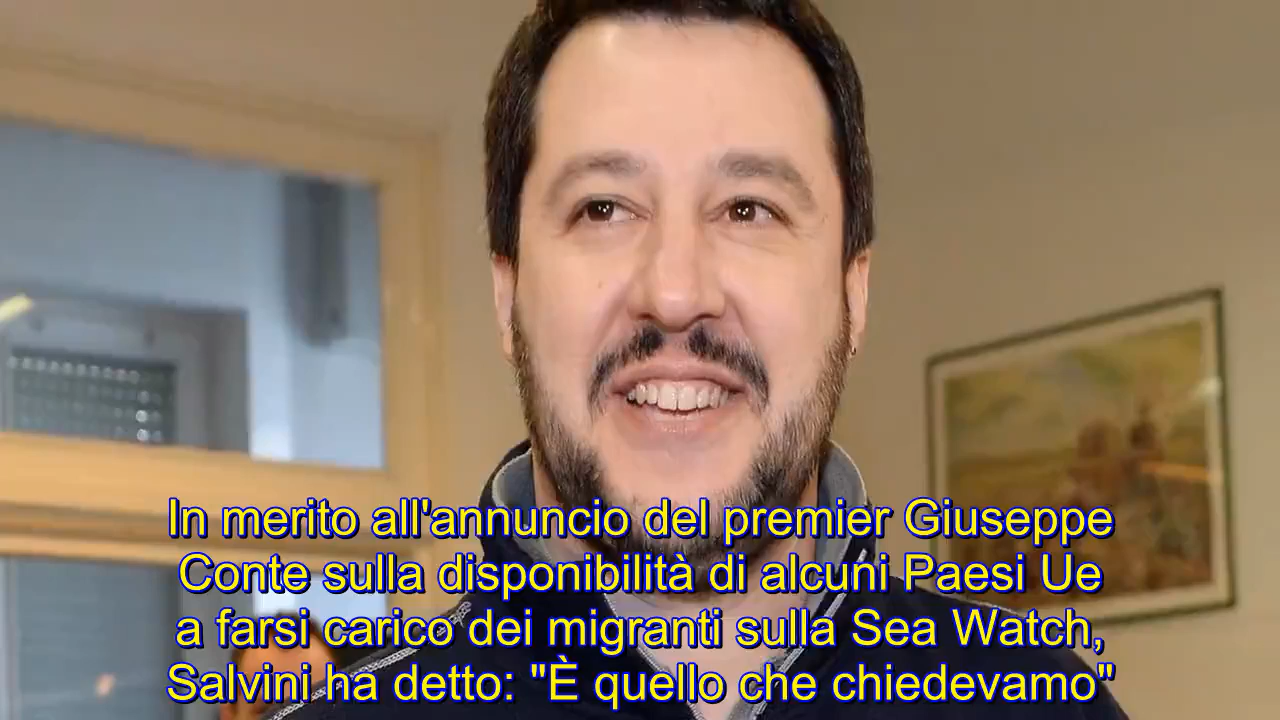 In merito all'annuncio del premier Giuseppe
Conte sulla disponibilità di alcuni Paesi Ue
a farsi carico dei migranti sulla Sea Watch,
Salvini ha detto: "È quello che chiedevamo"